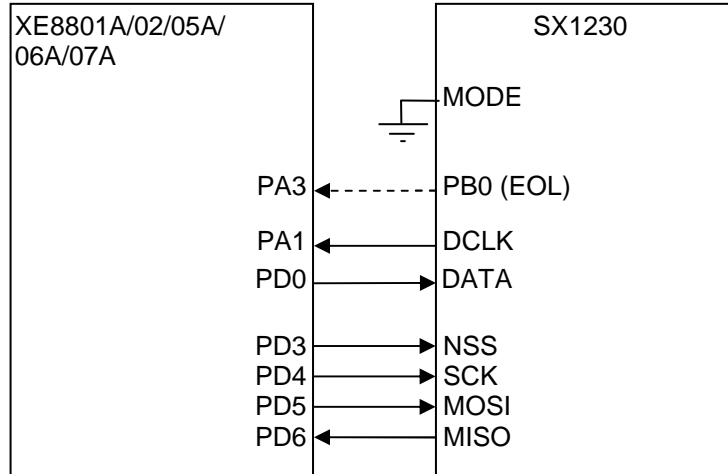 XE8801A/02/05A/
06A/07A
SX1230
MODE
PA3 PB0 (EOL)
PA1 DCLK
PD0 DATA
PD3 NSS
PD4 SCK
PD5 MOSI
PD6 MISO